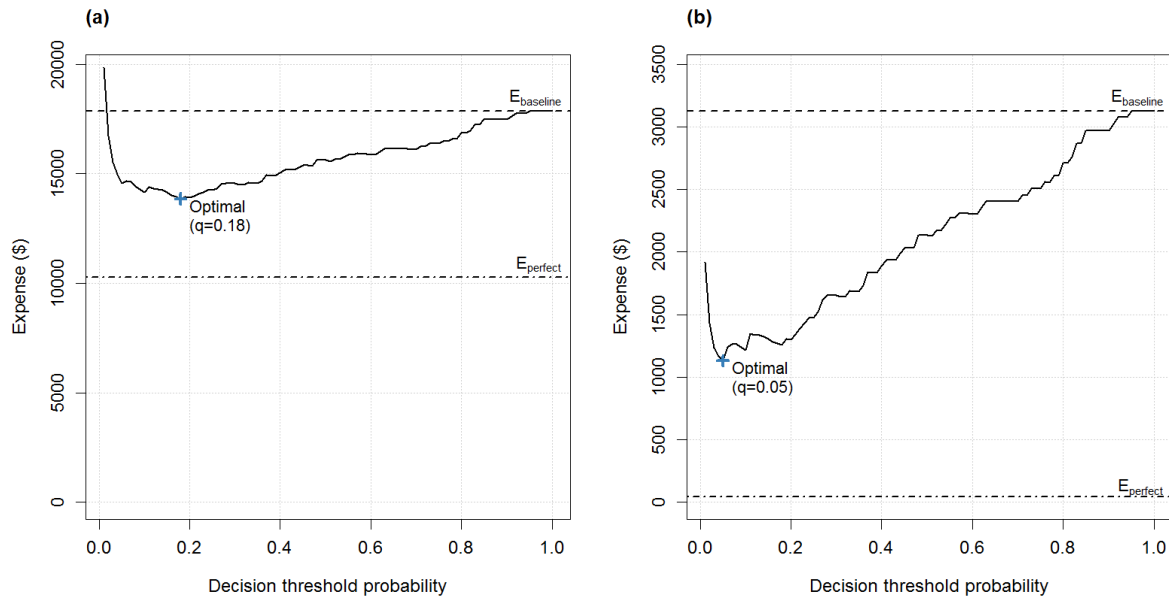 (a)
Expense ($)
20000
15000
10000
5000
0
E_baseline
Optimal
(q=0.18)
E_perfect
0.0 0.2 0.4 0.6 0.8 1.0
Decision threshold probability
(b)
Expense ($)
3500
3000
2500
2000
1500
1000
500
0
E_baseline
Optimal
(q=0.05)
E_perfect
0.0 0.2 0.4 0.6 0.8 1.0
Decision threshold probability